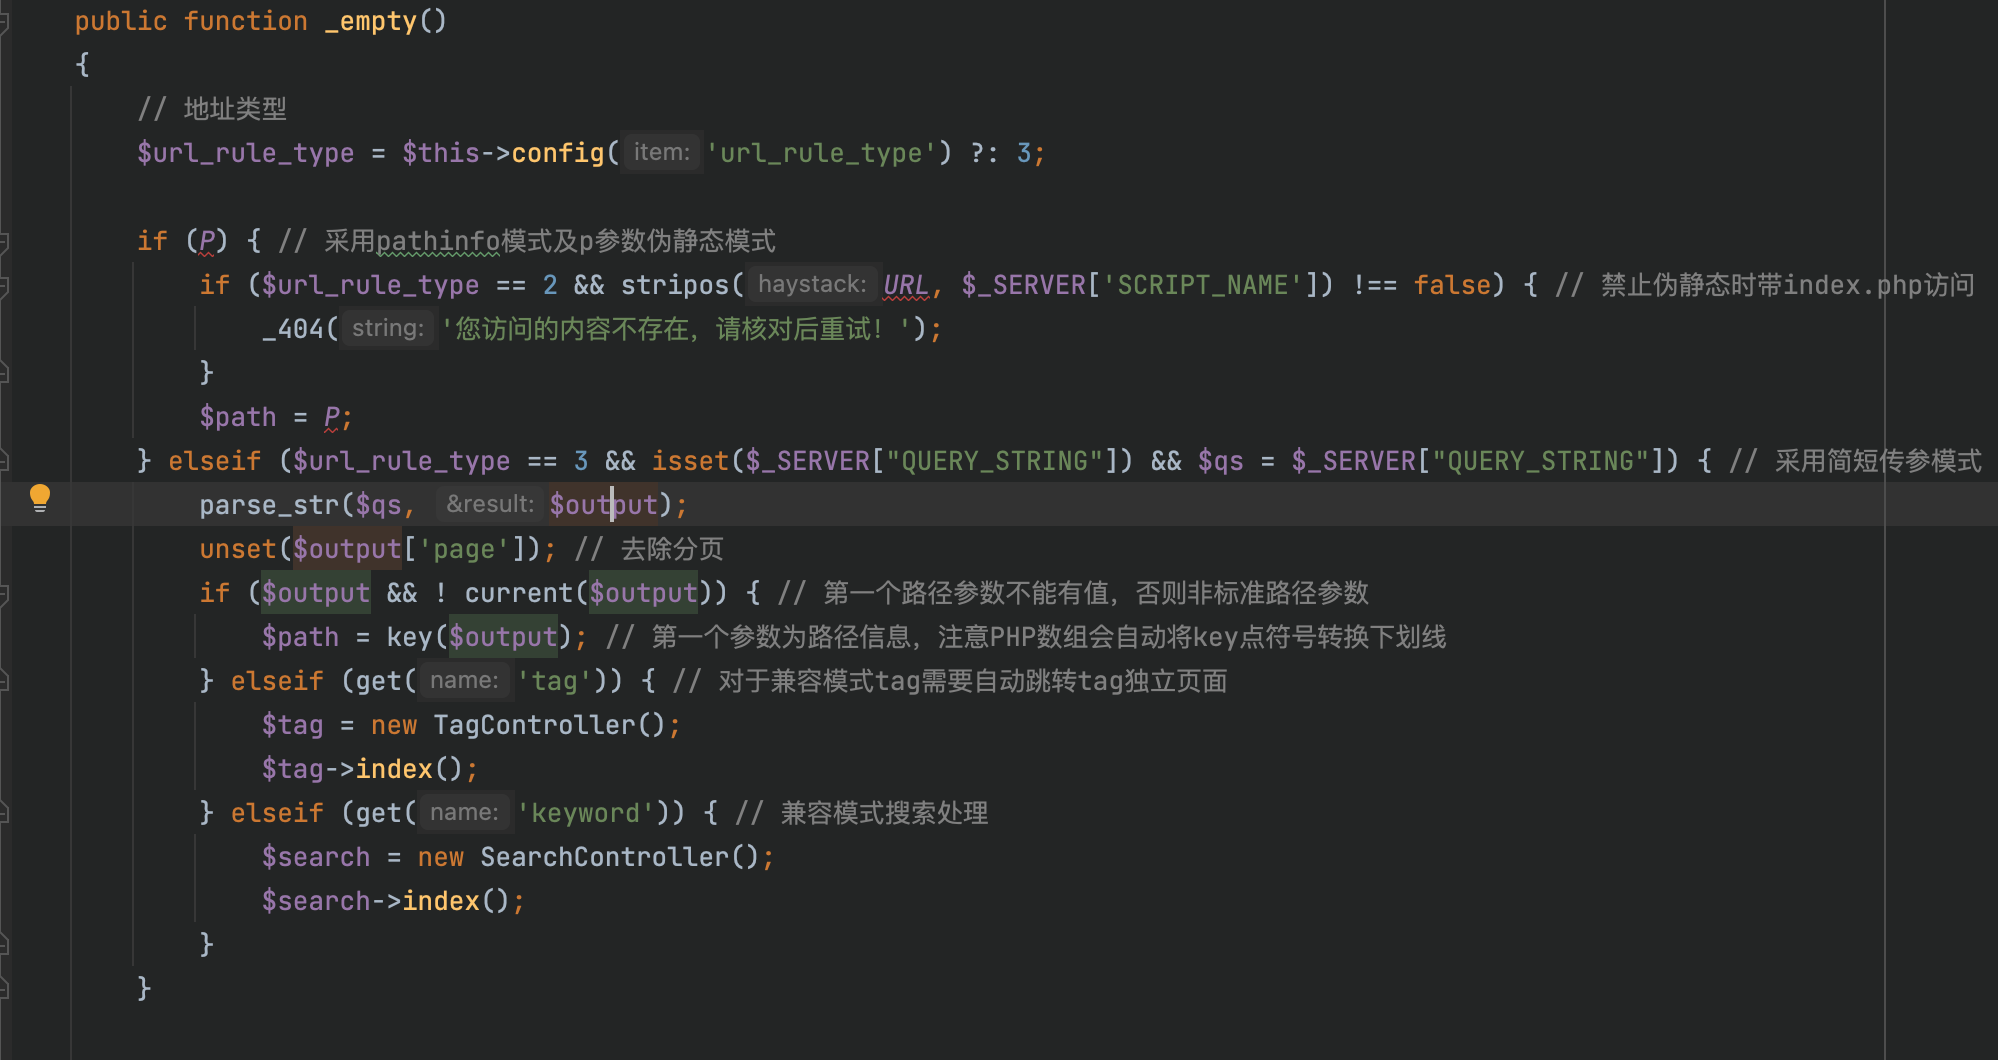 public function _empty()
{
// 地址类型
$url_rule_type = $this->config( item: 'url_rule_type') ?: 3;
if (P) { // 采用pathinfo模式及p参数伪静态模式
if ($url_rule_type == 2 && stripos( haystack: URL, $_SERVER['SCRIPT_NAME']) !== false) { // 禁止伪静态时带index.php访问
_404( string: '您访问的内容不存在，请核对后重试！');
}
$path = P;
} elseif ($url_rule_type == 3 && isset($_SERVER["QUERY_STRING"]) && $qs = $_SERVER["QUERY_STRING"]) { // 采用简短传参模式
parse_str($qs, &result: $output);
unset($output['page']); // 去除分页
if ($output && ! current($output)) { // 第一个路径参数不能有值，否则非标准路径参数
$path = key($output); // 第一个参数为路径信息，注意PHP数组会自动将key点符号转换下划线
} elseif (get( name: 'tag')) { // 对于兼容模式tag需要自动跳转tag独立页面
$tag = new TagController();
$tag->index();
} elseif (get( name: 'keyword')) { // 兼容模式搜索处理
$search = new SearchController();
$search->index();
}
}